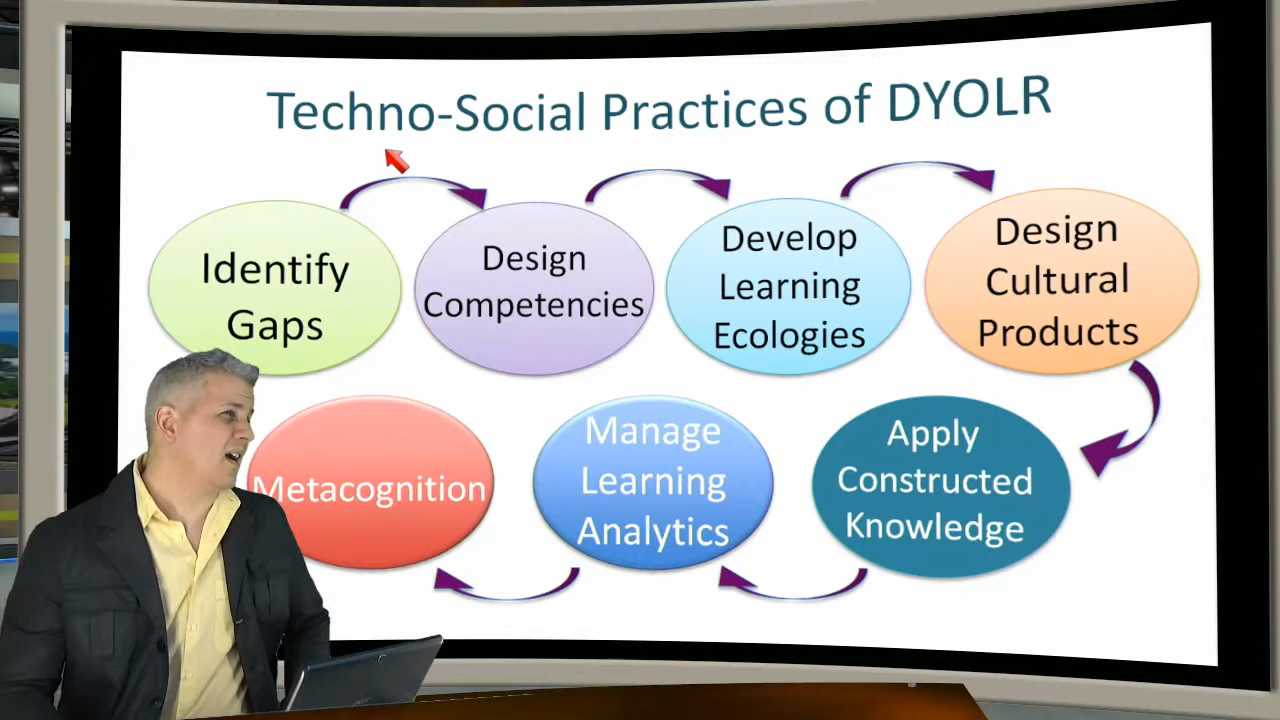 Techno-Social Practices of DYOLR
Identify
Gaps
Design
Competencies
Develop
Learning
Ecologies
Design
Cultural
Products
Apply
Constructed
Knowledge
Manage
Learning
Analytics
Metacognition